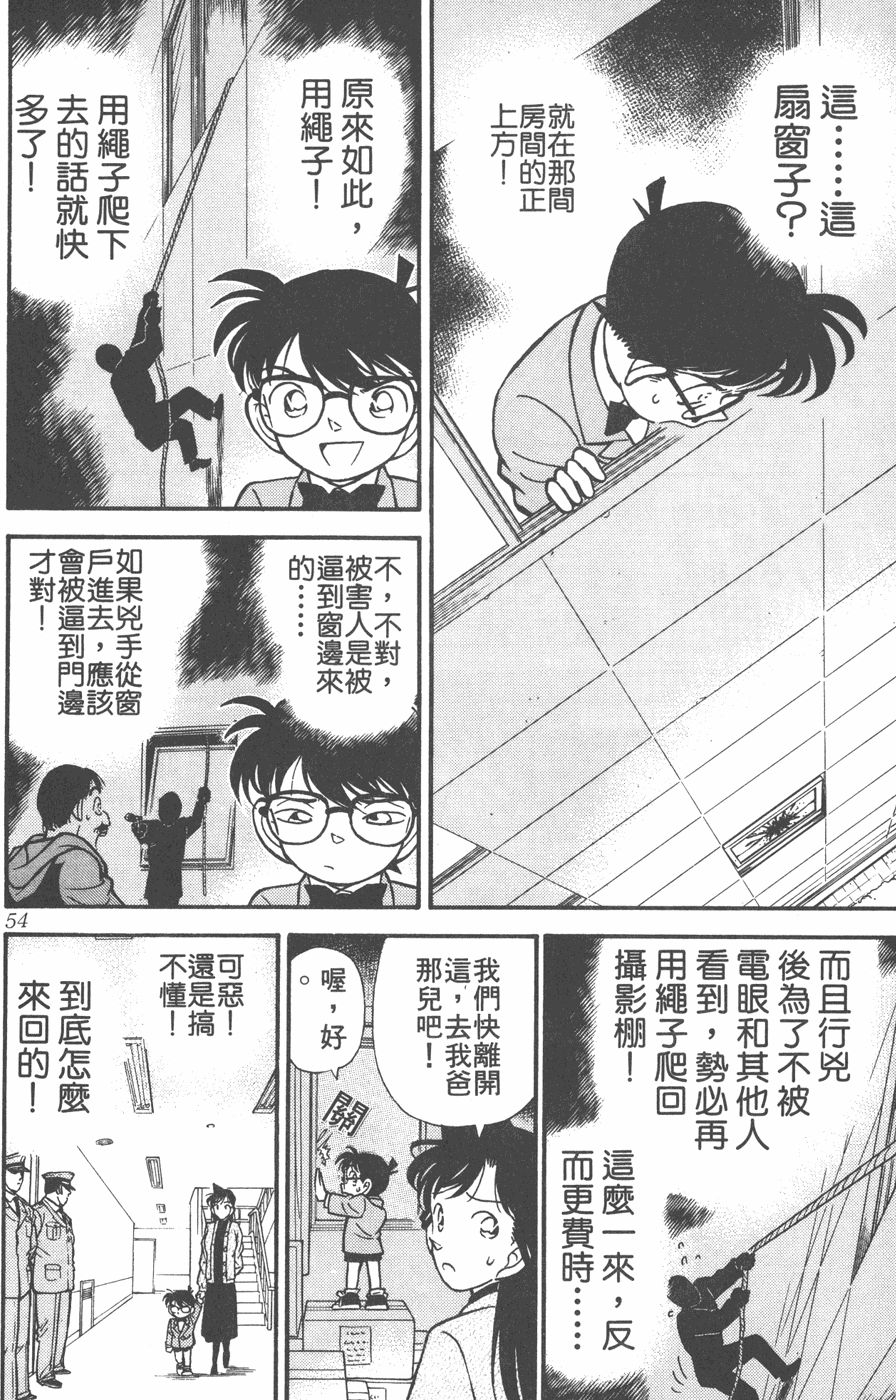 這……這
扇窗子？
就在那間
房間的正
上方！
原來如此，
用繩子！
用繩子爬下
去的話就快
多了！
不，不對，
被害人是被
逼到窗邊來
的……
如果兇手從窗
戶進去，應該
會被逼到門邊
才對！
54
而且行兇
後為了不被
電眼和其他人
看到，勢必再
用繩子爬回
攝影棚！
這麼一來，反
而更費時……
我們快離開
這，去我爸
那兒吧！
喔，好
。
關
可惡！
還是搞
不懂！
到底怎麼
來回的！